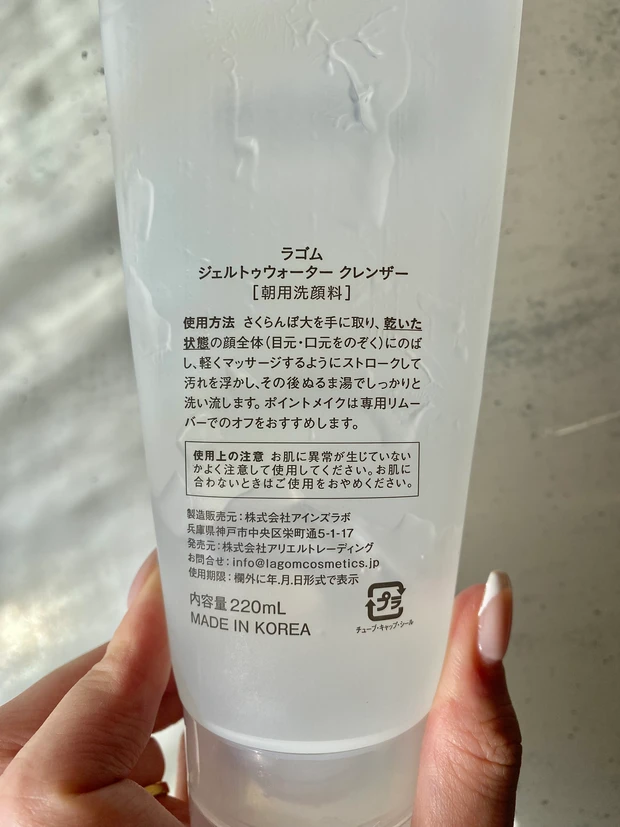 ラゴム
ジェルトゥウォーター クレンザー
［朝用洗顔料］
使用方法 さくらんぼ大を手に取り、乾いた
状態の顔全体(目元・口元をのぞく)にのば
し、軽くマッサージするようにストロークして
汚れを浮かし、その後ぬるま湯でしっかりと
洗い流します。ポイントメイクは専用リムー
バーでのオフをおすすめします。
使用上の注意 お肌に異常が生じていない
かよく注意して使用してください。お肌に
合わないときはご使用をおやめください。
製造販売元：株式会社アインズラボ
兵庫県神戸市中央区栄町通5-1-17
発売元：株式会社アリエルトレーディング
お問合せ：info@lagomcosmetics.jp
使用期限：欄外に年.月.日形式で表示
内容量 220mL
MADE IN KOREA
プラ
チューブ・キャップ・シール